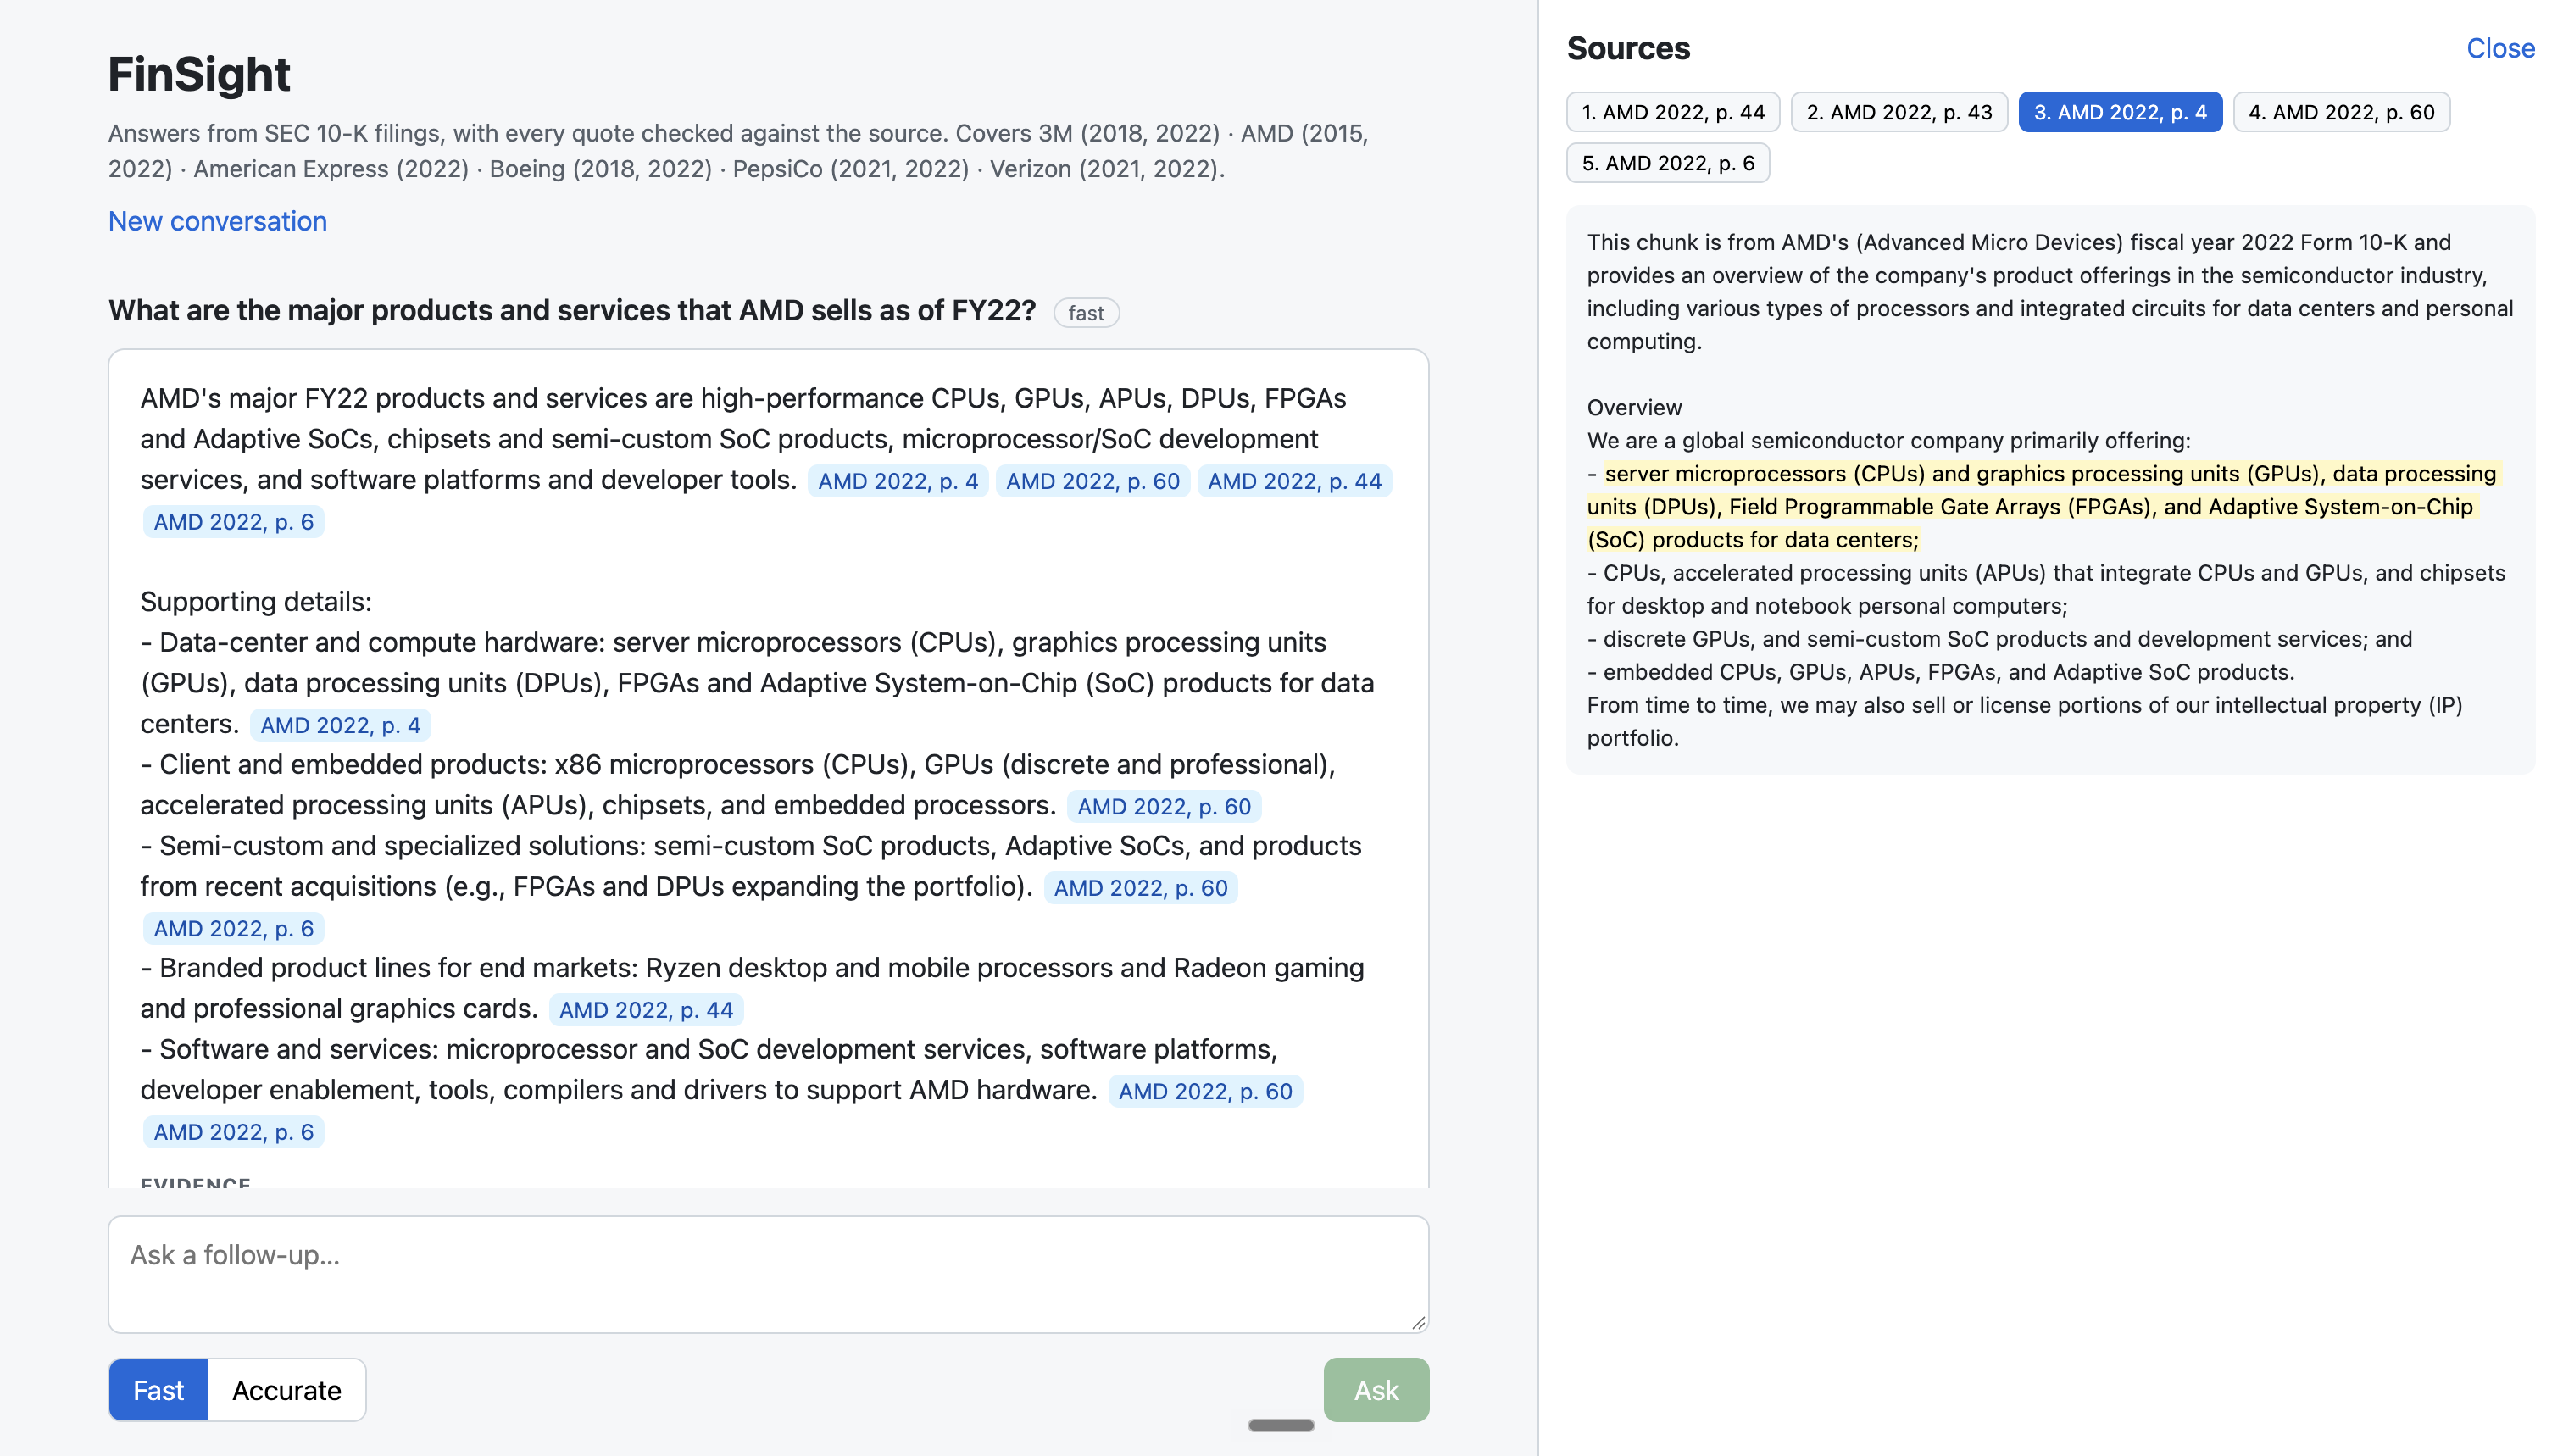 FinSight
Answers from SEC 10-K filings, with every quote checked against the source. Covers 3M (2018, 2022) · AMD (2015,
2022) · American Express (2022) · Boeing (2018, 2022) · PepsiCo (2021, 2022) · Verizon (2021, 2022).
New conversation
What are the major products and services that AMD sells as of FY22? fast
AMD's major FY22 products and services are high-performance CPUs, GPUs, APUs, DPUs, FPGAs
and Adaptive SoCs, chipsets and semi-custom SoC products, microprocessor/SoC development
services, and software platforms and developer tools. AMD 2022, p. 4 AMD 2022, p. 60 AMD 2022, p. 44
AMD 2022, p. 6
Supporting details:
- Data-center and compute hardware: server microprocessors (CPUs), graphics processing units
(GPUs), data processing units (DPUs), FPGAs and Adaptive System-on-Chip (SoC) products for data
centers. AMD 2022, p. 4
- Client and embedded products: x86 microprocessors (CPUs), GPUs (discrete and professional),
accelerated processing units (APUs), chipsets, and embedded processors. AMD 2022, p. 60
- Semi-custom and specialized solutions: semi-custom SoC products, Adaptive SoCs, and products
from recent acquisitions (e.g., FPGAs and DPUs expanding the portfolio). AMD 2022, p. 60
AMD 2022, p. 6
- Branded product lines for end markets: Ryzen desktop and mobile processors and Radeon gaming
and professional graphics cards. AMD 2022, p. 44
- Software and services: microprocessor and SoC development services, software platforms,
developer enablement, tools, compilers and drivers to support AMD hardware. AMD 2022, p. 60
AMD 2022, p. 6
EVIDENCE
Ask a follow-up...
Fast Accurate Ask
Sources Close
1. AMD 2022, p. 44 2. AMD 2022, p. 43 3. AMD 2022, p. 4 4. AMD 2022, p. 60
5. AMD 2022, p. 6
This chunk is from AMD's (Advanced Micro Devices) fiscal year 2022 Form 10-K and
provides an overview of the company's product offerings in the semiconductor industry,
including various types of processors and integrated circuits for data centers and personal
computing.
Overview
We are a global semiconductor company primarily offering:
- server microprocessors (CPUs) and graphics processing units (GPUs), data processing
units (DPUs), Field Programmable Gate Arrays (FPGAs), and Adaptive System-on-Chip
(SoC) products for data centers;
- CPUs, accelerated processing units (APUs) that integrate CPUs and GPUs, and chipsets
for desktop and notebook personal computers;
- discrete GPUs, and semi-custom SoC products and development services; and
- embedded CPUs, GPUs, APUs, FPGAs, and Adaptive SoC products.
From time to time, we may also sell or license portions of our intellectual property (IP)
portfolio.